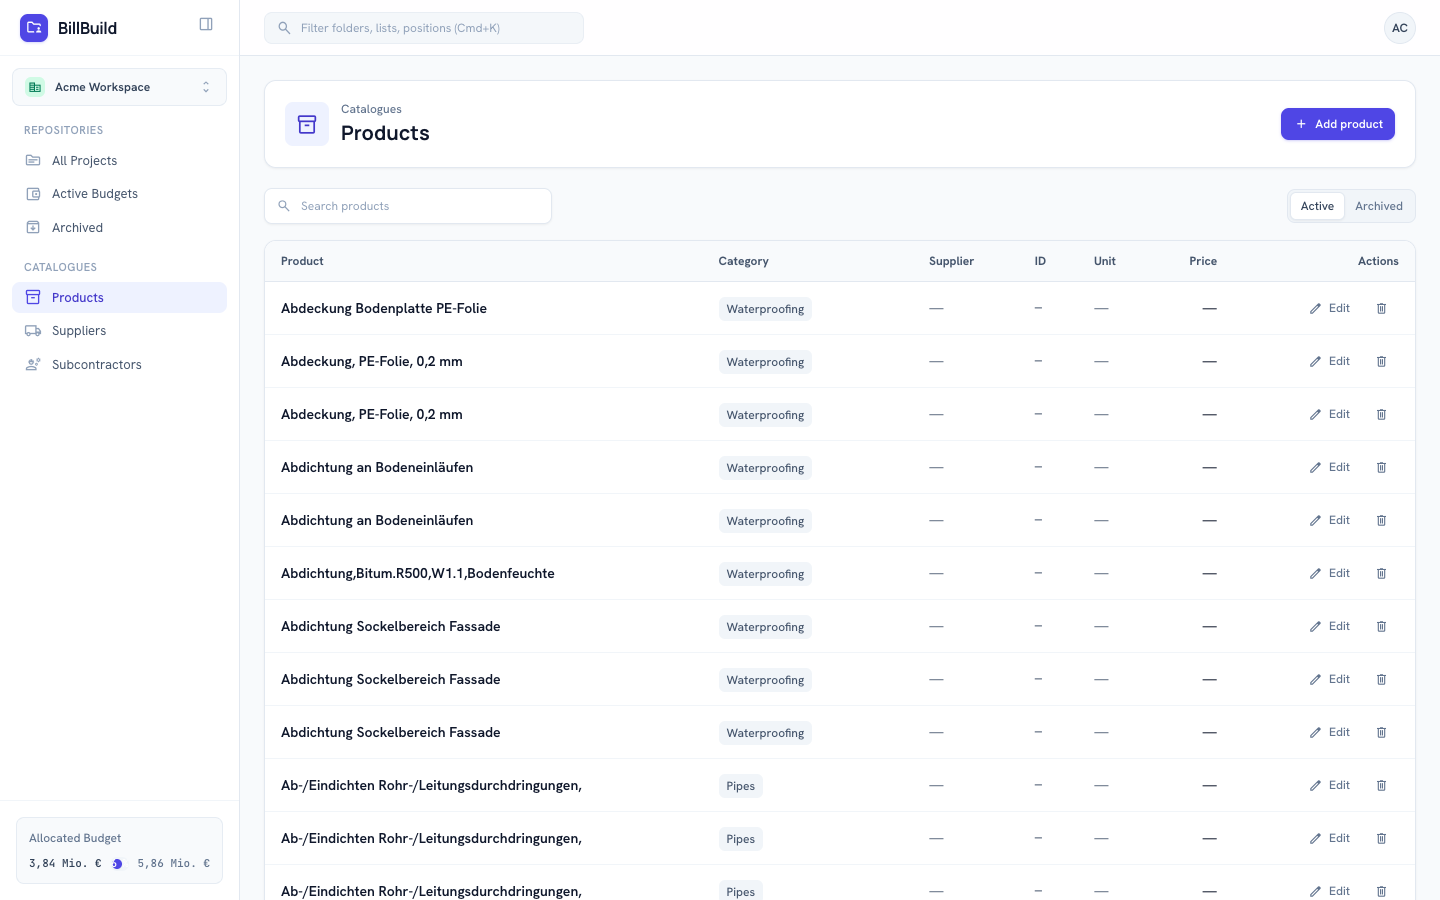 BillBuild
Filter folders, lists, positions (Cmd+K)
AC
Acme Workspace
REPOSITORIES
All Projects
Active Budgets
Archived
CATALOGUES
Products
Suppliers
Subcontractors
Allocated Budget
3,84 Mio. € 5,86 Mio. €
Catalogues
Products
Add product
Search products
Active Archived
Product Category Supplier ID Unit Price Actions
Abdeckung Bodenplatte PE-Folie Waterproofing — – — — Edit
Abdeckung, PE-Folie, 0,2 mm Waterproofing — – — — Edit
Abdeckung, PE-Folie, 0,2 mm Waterproofing — – — — Edit
Abdichtung an Bodeneinläufen Waterproofing — – — — Edit
Abdichtung an Bodeneinläufen Waterproofing — – — — Edit
Abdichtung,Bitum.R500,W1.1,Bodenfeuchte Waterproofing — – — — Edit
Abdichtung Sockelbereich Fassade Waterproofing — – — — Edit
Abdichtung Sockelbereich Fassade Waterproofing — – — — Edit
Abdichtung Sockelbereich Fassade Waterproofing — – — — Edit
Ab-/Eindichten Rohr-/Leitungsdurchdringungen, Pipes — – — — Edit
Ab-/Eindichten Rohr-/Leitungsdurchdringungen, Pipes — – — — Edit
Ab-/Eindichten Rohr-/Leitungsdurchdringungen, Pipes — – — — Edit